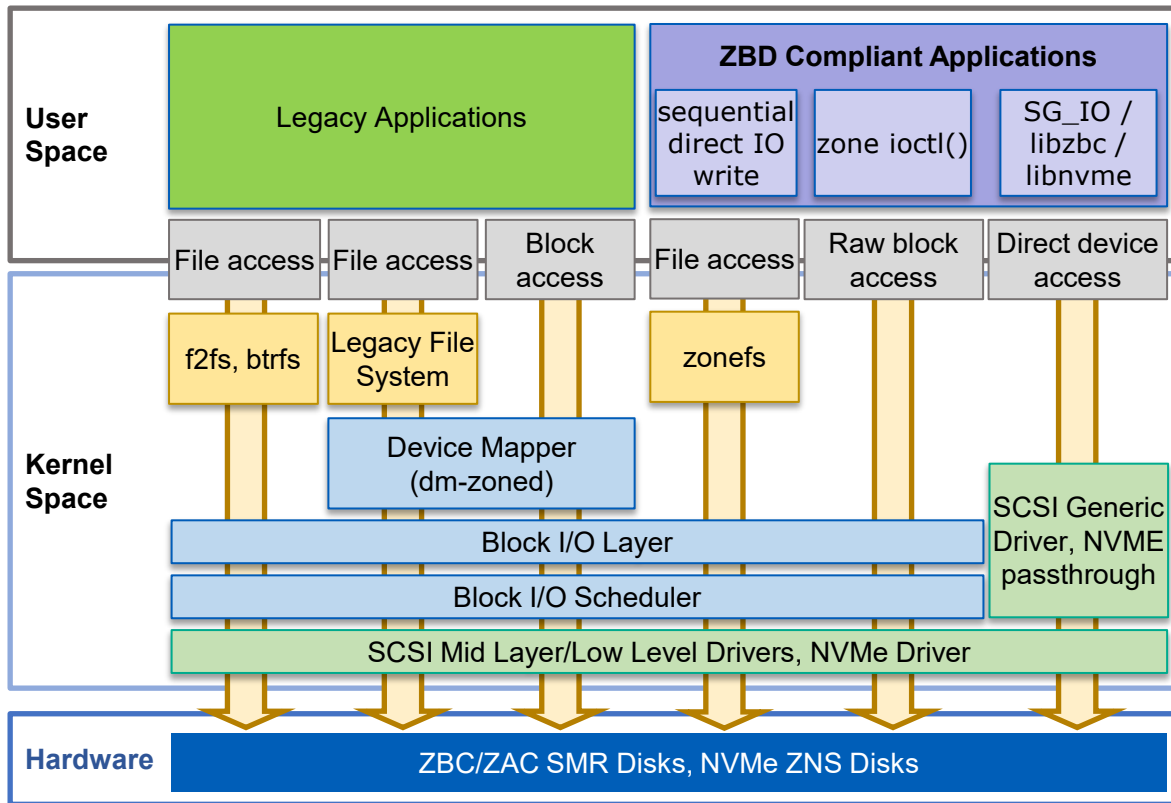 User
Space
Legacy Applications
ZBD Compliant Applications
sequential
direct IO
write
zone ioctl()
SG_IO /
libzbc /
libnvme
File access
File access
Block
access
File access
Raw block
access
Direct device
access
Kernel
Space
f2fs, btrfs
Legacy File
System
zonefs
Device Mapper
(dm-zoned)
SCSI Generic
Driver, NVME
passthrough
Block I/O Layer
Block I/O Scheduler
SCSI Mid Layer/Low Level Drivers, NVMe Driver
Hardware
ZBC/ZAC SMR Disks, NVMe ZNS Disks